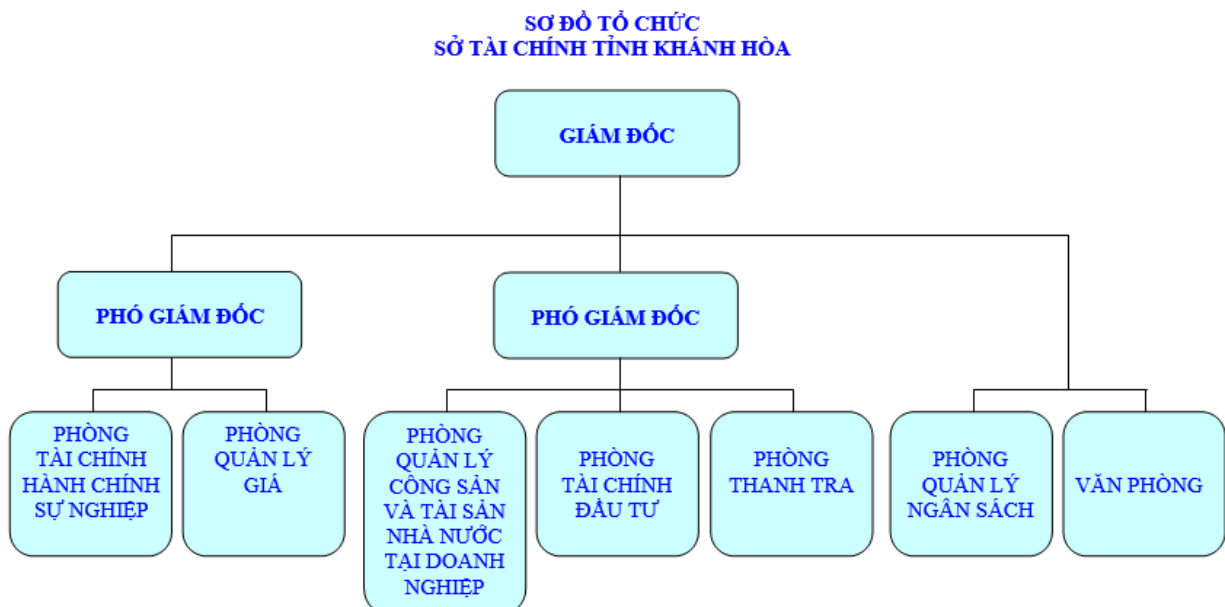 SƠ ĐỒ TỔ CHỨC
SỞ TÀI CHÍNH TỈNH KHÁNH HÒA
GIÁM ĐỐC
PHÓ GIÁM ĐỐC
PHÓ GIÁM ĐỐC
PHÒNG
TÀI CHÍNH
HÀNH CHÍNH
SỰ NGHIỆP
PHÒNG
QUẢN LÝ
GIÁ
PHÒNG
QUẢN LÝ
CÔNG SẢN
VÀ TÀI SẢN
NHÀ NƯỚC
TẠI DOANH
NGHIỆP
PHÒNG
TÀI CHÍNH
ĐẦU TƯ
PHÒNG
THANH TRA
PHÒNG
QUẢN LÝ
NGÂN SÁCH
VĂN PHÒNG